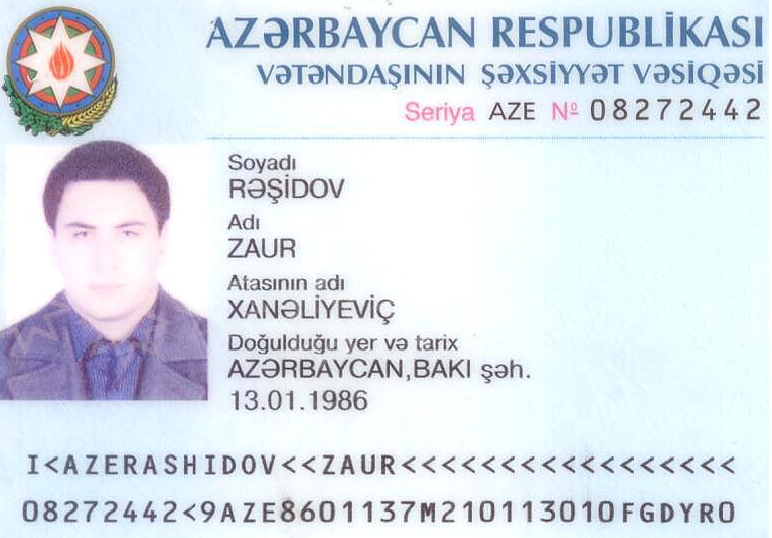 AZƏRBAYCAN RESPUBLİKASI
VƏTƏNDAŞININ ŞƏXSİYYƏT VƏSİQƏSİ
Seriya AZE № 08272442
Soyadı
RƏŞİDOV
Adı
ZAUR
Atasının adı
XANƏLİYEVİÇ
Doğulduğu yer və tarix
AZƏRBAYCAN,BAKI şəh.
13.01.1986
I<AZERASHIDOV<<ZAUR<<<<<<<<<<<<<<<<<
08272442<9AZE8601137M210113010FGDYR0